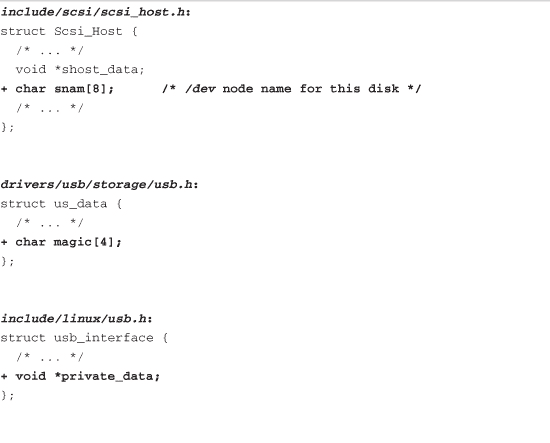 include/scsi/scsi_host.h:
struct Scsi_Host {
  /* ... */
  void *shost_data;
+ char snam[8];      /* /dev node name for this disk */
  /* ... */
};
drivers/usb/storage/usb.h:
struct us_data {
  /* ... */
+ char magic[4];
};
include/linux/usb.h:
struct usb_interface {
  /* ... */
+ void *private_data;
};